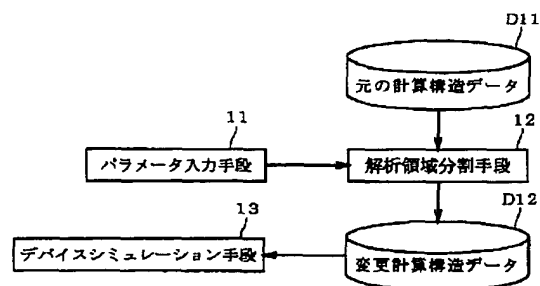 D11
元の計算構造データ
11
12
パラメータ入力手段
解析領域分割手段
D12
13
デバイスシミュレーション手段
変更計算構造データ